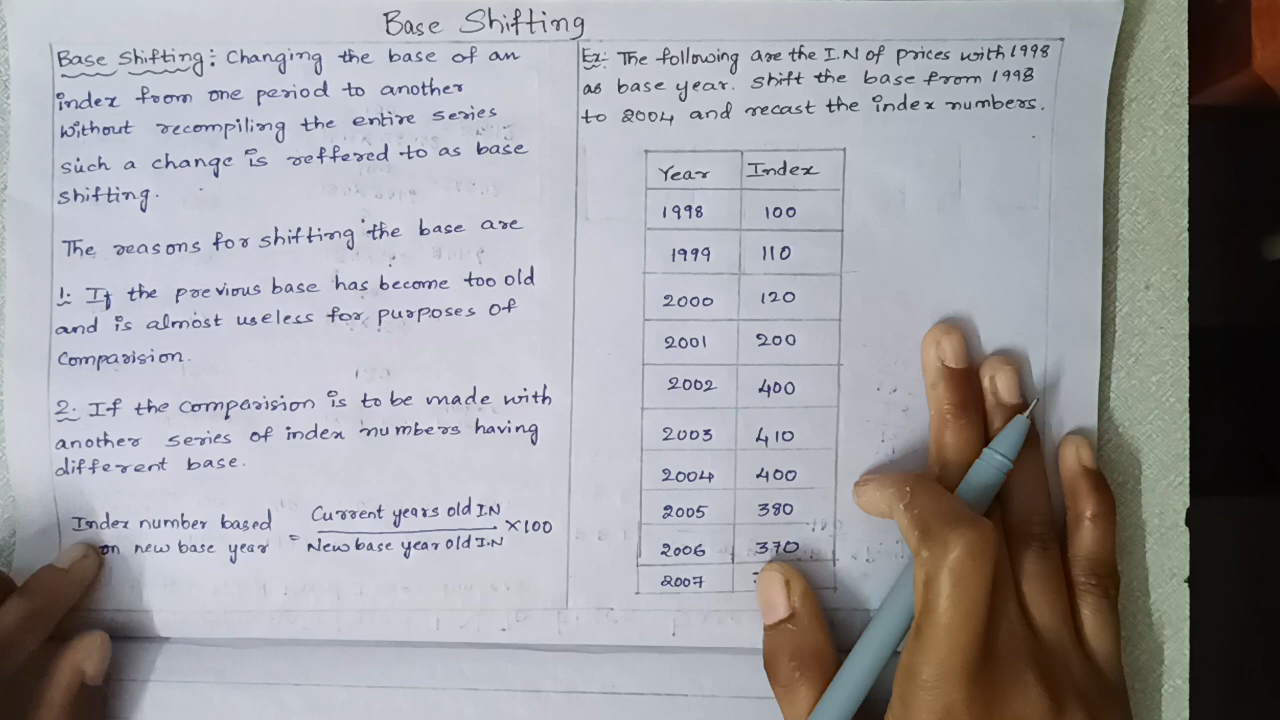 Base Shifting
Base Shifting: Changing the base of an
index from one period to another
without recompiling the entire series
such a change is reffered to as base
shifting.
The reasons for shifting the base are
1: If the previous base has become too old
and is almost useless for purposes of
Comparision.
2. If the comparision is to be made with
another series of index numbers having
different base.
Index number based on new base year = Current years old I.N / New base year old I.N × 100
Ex: The following are the I.N of prices with 1998
as base year. Shift the base from 1998
to 2004 and recast the index numbers.
Year Index
1998 100
1999 110
2000 120
2001 200
2002 400
2003 410
2004 400
2005 380
2006 370
2007